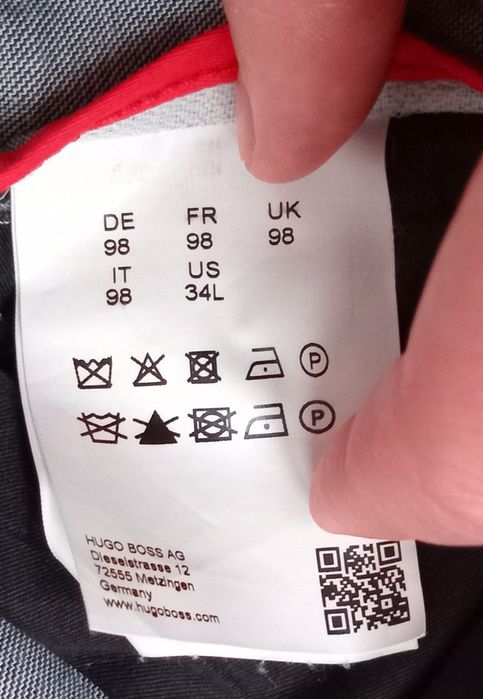 DE FR UK
98 98 98
IT US
98 34L
P
P
HUGO BOSS AG
Dieselstrasse 12
72555 Metzingen
Germany
www.hugoboss.com